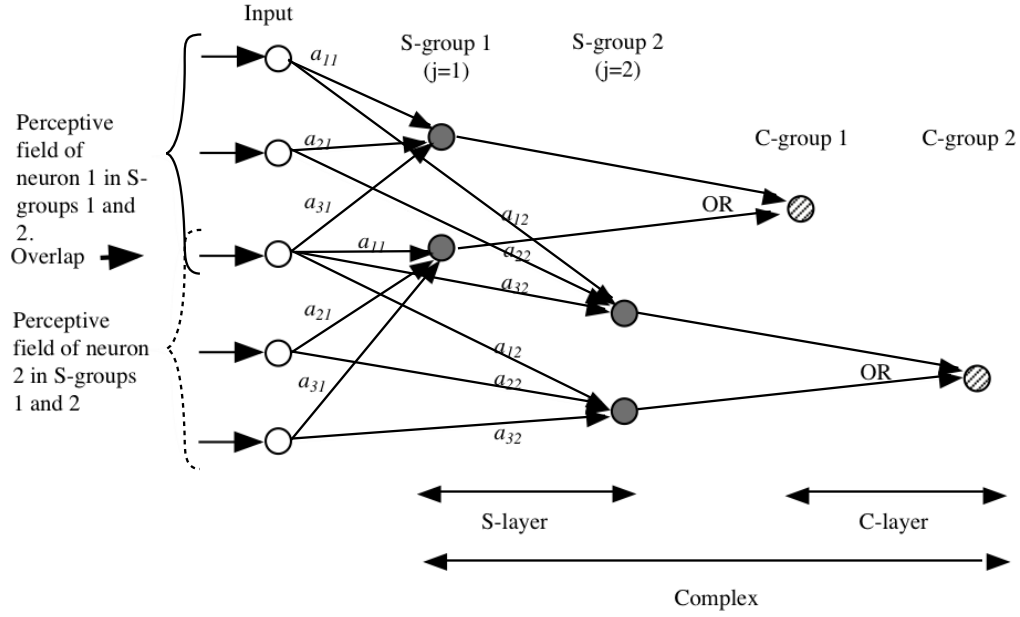 Input
S-group 1
(j=1)
S-group 2
(j=2)
C-group 1
C-group 2
Perceptive
field of
neuron 1 in S-
groups 1 and
2.
Overlap
Perceptive
field of neuron
2 in S-groups
1 and 2
a11
a21
a31
a11
a21
a31
a12
a22
a32
a12
a22
a32
OR
OR
S-layer
C-layer
Complex